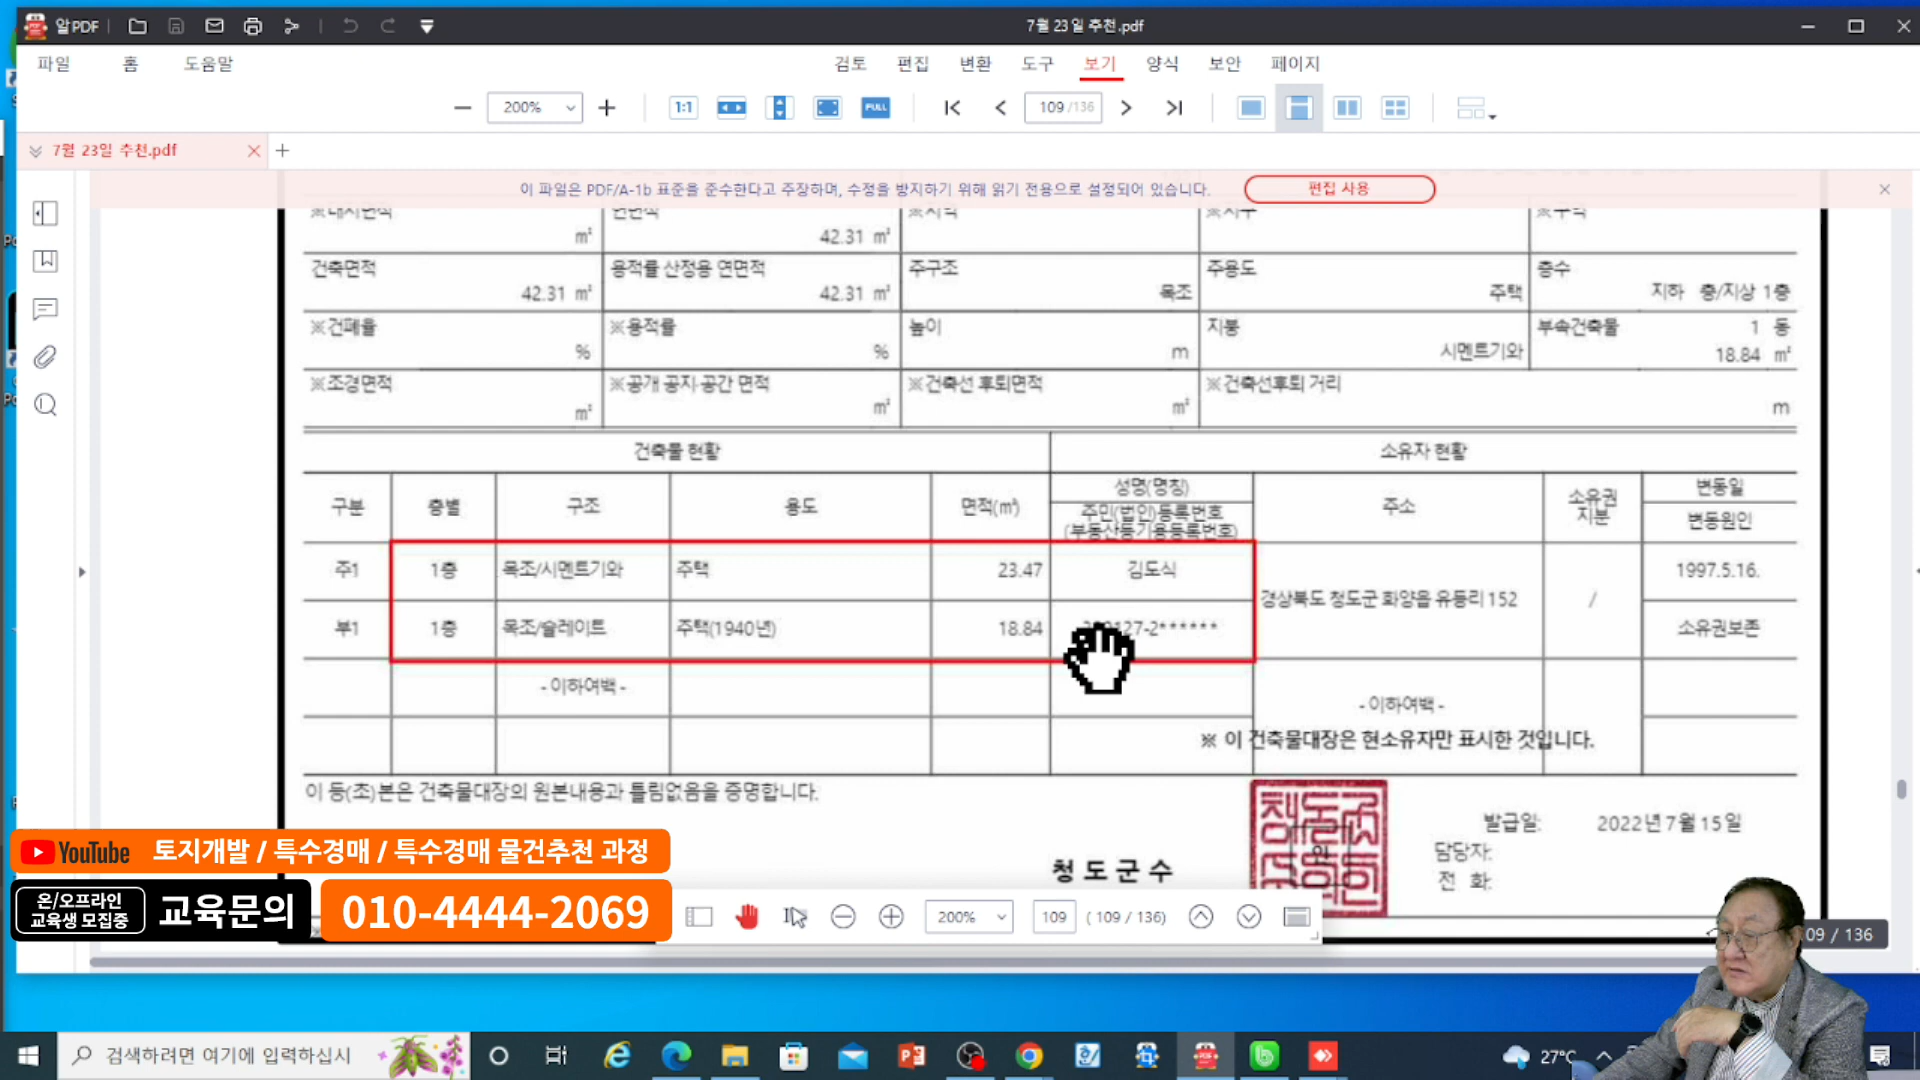 알PDF
7월 23일 추천.pdf
파일 홈 도움말 검토 편집 변환 도구 보기 양식 보안 페이지
200% 1:1 FULL 109 /136
7월 23일 추천.pdf
이 파일은 PDF/A-1b 표준을 준수한다고 주장하며, 수정을 방지하기 위해 읽기 전용으로 설정되어 있습니다. 편집 사용
※대지면적 연면적 ※지역 ※지구 ※구역
㎡ 42.31 ㎡
건축면적 용적률 산정용 연면적 주구조 주용도 층수
42.31 ㎡ 42.31 ㎡ 목조 주택 지하 층/지상 1층
※건폐율 ※용적률 높이 지붕 부속건축물 1 동
% % m 시멘트기와 18.84 ㎡
※조경면적 ※공개 공지·공간 면적 ※건축선 후퇴면적 ※건축선후퇴 거리
㎡ ㎡ ㎡ m
건축물 현황 소유자 현황
구분 층별 구조 용도 면적(㎡) 성명(명칭) 주소 소유권 지분 변동일
주민(법인)등록번호 변동원인
(부동산등기용등록번호)
주1 1층 목조/시멘트기와 주택 23.47 김도식 1997.5.16.
경상북도 청도군 화양읍 유등리 152 /
부1 1층 목조/슬레이트 주택(1940년) 18.84 27-2****** 소유권보존
- 이하여백 -
- 이하여백 -
※ 이 건축물대장은 현소유자만 표시한 것입니다.
이 등(초)본은 건축물대장의 원본내용과 틀림없음을 증명합니다.
발급일: 2022년 7월 15일
담당자:
전 화:
청 도 군 수
YouTube 토지개발 / 특수경매 / 특수경매 물건추천 과정
온/오프라인
교육생 모집중
교육문의 010-4444-2069
200% 109 ( 109 / 136)
09 / 136
검색하려면 여기에 입력하십시
27°C